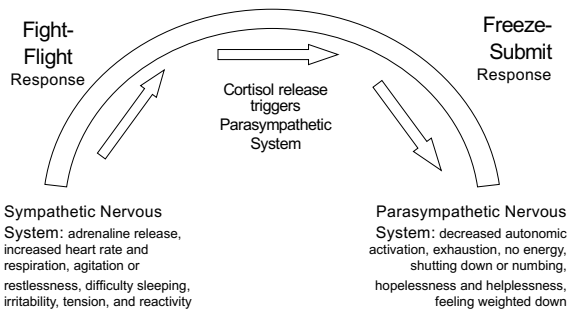 Fight-
Flight
Response
Freeze-
Submit
Response
Cortisol release
triggers
Parasympathetic
System
Sympathetic Nervous
System: adrenaline release,
increased heart rate and
respiration, agitation or
restlessness, difficulty sleeping,
irritability, tension, and reactivity
Parasympathetic Nervous
System: decreased autonomic
activation, exhaustion, no energy,
shutting down or numbing,
hopelessness and helplessness,
feeling weighted down